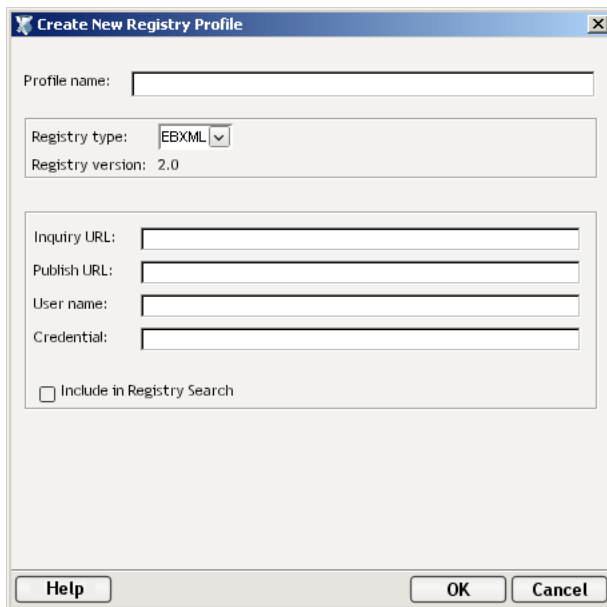 Create New Registry Profile
Profile name:
Registry type: EBXML
Registry version: 2.0
Inquiry URL:
Publish URL:
User name:
Credential:
Include in Registry Search
Help OK Cancel